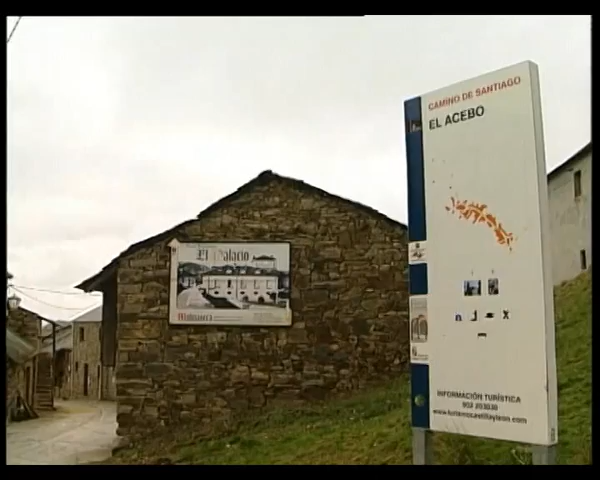 CAMINO DE SANTIAGO
EL ACEBO
El Palacio
INFORMACIÓN TURÍSTICA
902 203030
www.turismocastillayleon.com